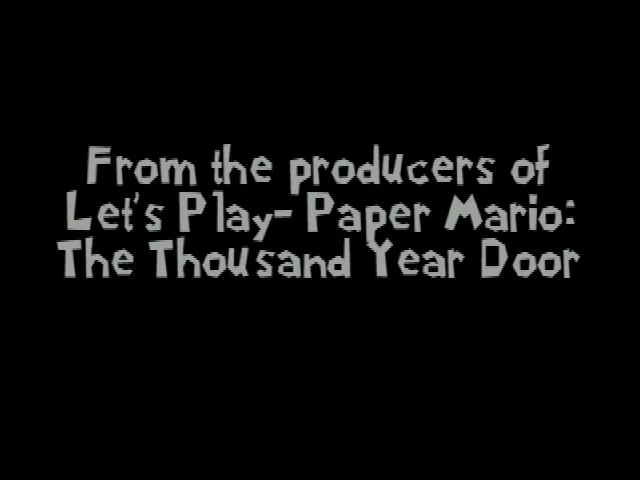 From the producers of
Let's Play- Paper Mario:
The Thousand Year Door